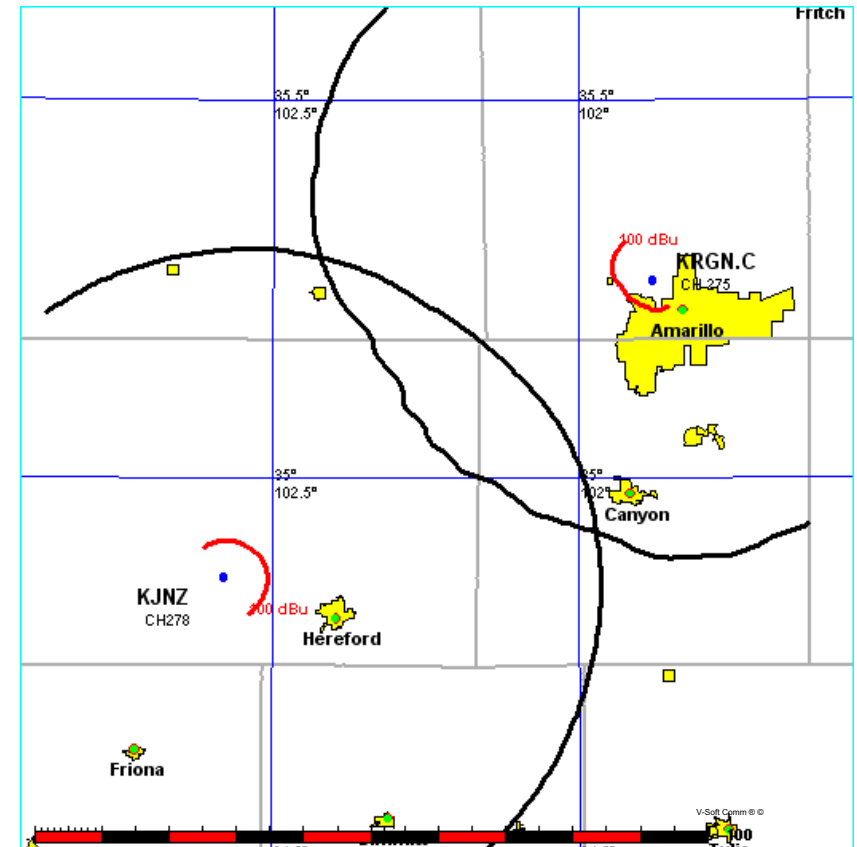 Fritch
35.5°
102.5°
35.5°
102°
100 dBu
KRGN.C
CH 275
Amarillo
35°
102.5°
35°
102°
Canyon
KJNZ
CH278
100 dBu
Hereford
Friona
V-Soft Comm ® ©
100